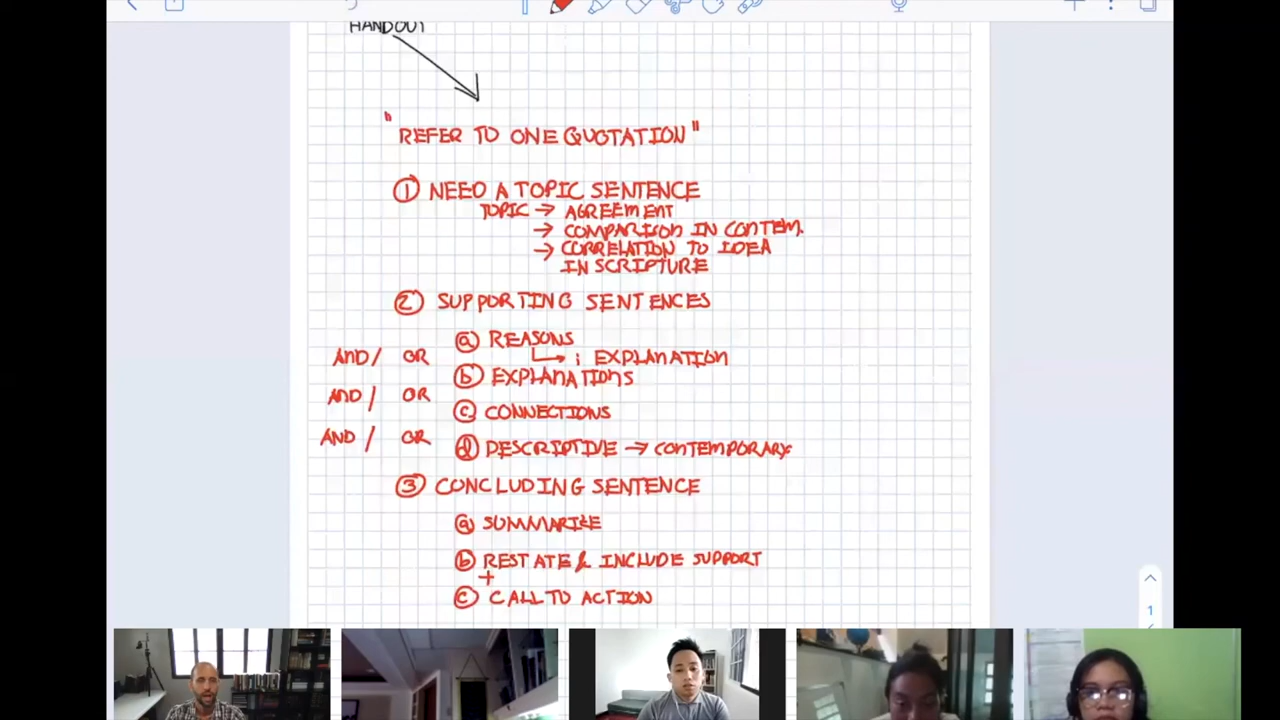 HANDOUT
"REFER TO ONE QUOTATION"
① NEED A TOPIC SENTENCE
TOPIC → AGREEMENT
→ COMPARISON IN CONTEM.
→ CORRELATION TO IDEA
IN SCRIPTURE
② SUPPORTING SENTENCES
ⓐ REASONS
AND / OR
↳ i EXPLANATION
ⓑ EXPLANATIONS
AND / OR
ⓒ CONNECTIONS
AND / OR
ⓓ DESCRIPTIVE → CONTEMPORARY
③ CONCLUDING SENTENCE
ⓐ SUMMARIZE
ⓑ RESTATE & INCLUDE SUPPORT
+
ⓒ CALL TO ACTION
1